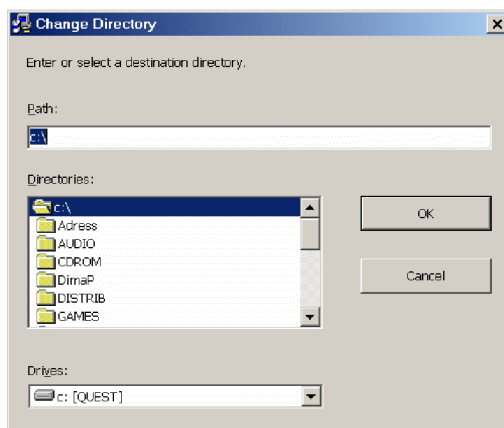 Change Directory
Enter or select a destination directory.
Path:
c:\
Directories:
c:\
Adress
AUDIO
CDROM
DimaP
DISTRIB
GAMES
OK
Cancel
Drives:
c: [QUEST]